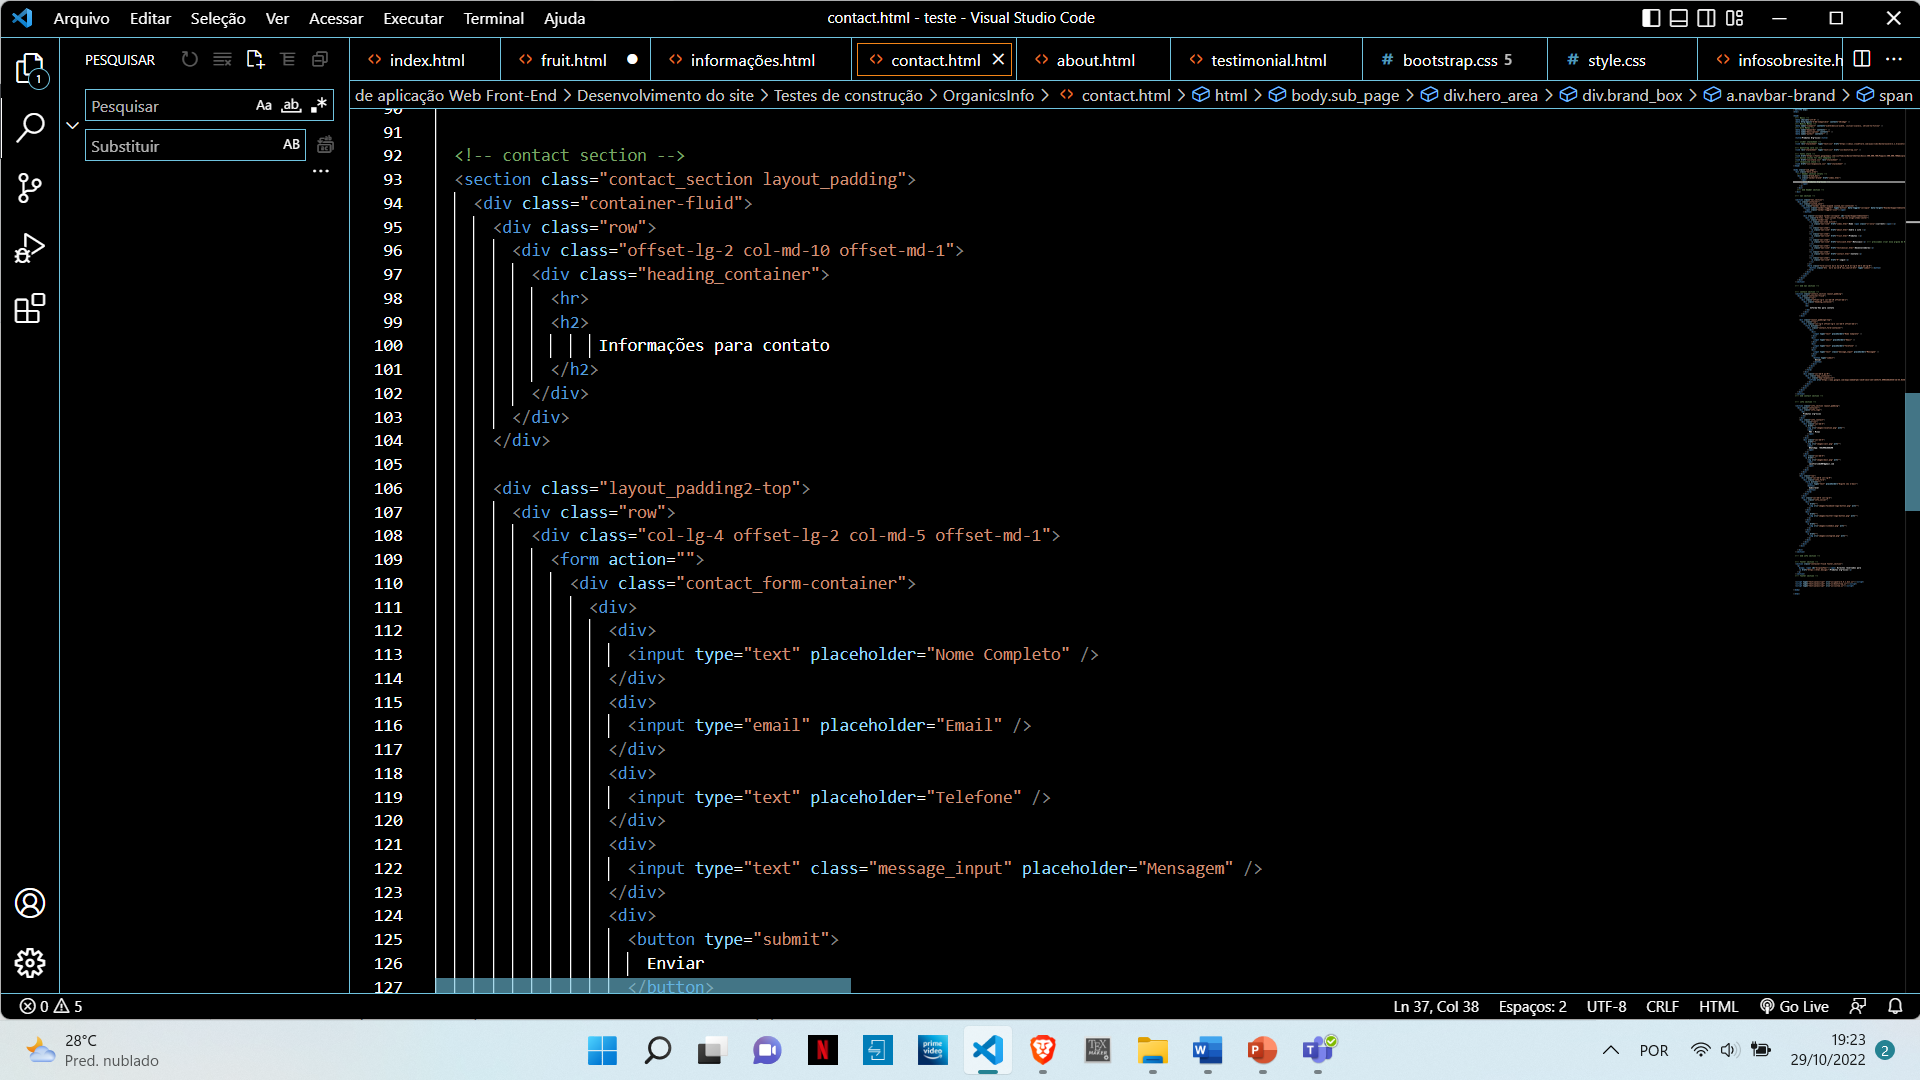 Arquivo Editar Seleção Ver Acessar Executar Terminal Ajuda
contact.html - teste - Visual Studio Code
PESQUISAR
Pesquisar Aa ab .*
Substituir AB
...
1
index.html fruit.html informações.html contact.html about.html testimonial.html # bootstrap.css 5 # style.css infosobresite.h
de aplicação Web Front-End > Desenvolvimento do site > Testes de construção > OrganicsInfo > contact.html > html > body.sub_page > div.hero_area > div.brand_box > a.navbar-brand > span
90
91
92 <!-- contact section -->
93 <section class="contact_section layout_padding">
94 <div class="container-fluid">
95 <div class="row">
96 <div class="offset-lg-2 col-md-10 offset-md-1">
97 <div class="heading_container">
98 <hr>
99 <h2>
100 Informações para contato
101 </h2>
102 </div>
103 </div>
104 </div>
105
106 <div class="layout_padding2-top">
107 <div class="row">
108 <div class="col-lg-4 offset-lg-2 col-md-5 offset-md-1">
109 <form action="">
110 <div class="contact_form-container">
111 <div>
112 <div>
113 <input type="text" placeholder="Nome Completo" />
114 </div>
115 <div>
116 <input type="email" placeholder="Email" />
117 </div>
118 <div>
119 <input type="text" placeholder="Telefone" />
120 </div>
121 <div>
122 <input type="text" class="message_input" placeholder="Mensagem" />
123 </div>
124 <div>
125 <button type="submit">
126 Enviar
127 </button>
0 5
Ln 37, Col 38 Espaços: 2 UTF-8 CRLF HTML Go Live
28°C
Pred. nublado
prime video
TEX MAKER
POR
19:23
29/10/2022
2